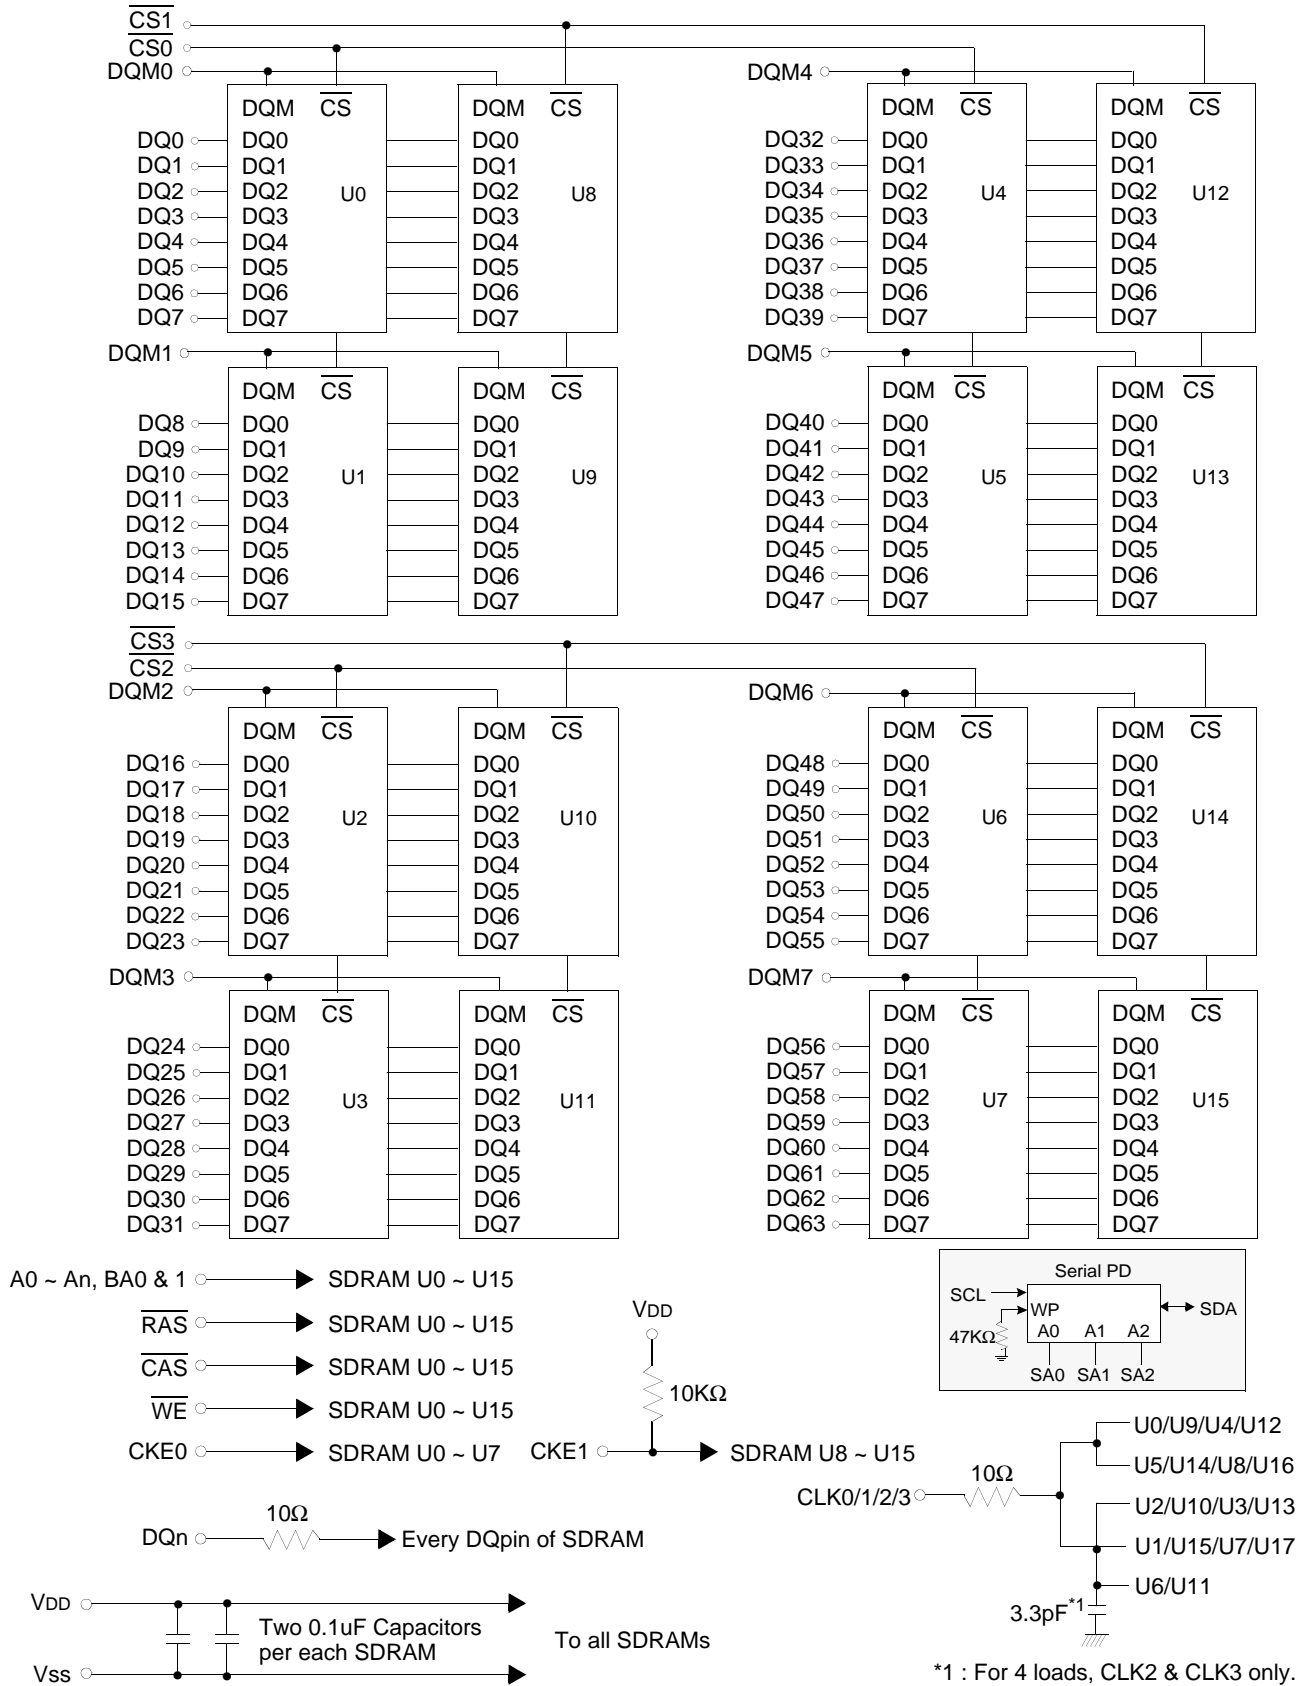 CS1
CS0
DQM0
DQM4
DQM CS DQM CS DQM CS DQM CS
DQ0 DQ0 DQ0 DQ32 DQ0 DQ0
DQ1 DQ1 DQ1 DQ33 DQ1 DQ1
DQ2 DQ2 U0 DQ2 U8 DQ34 DQ2 U4 DQ2 U12
DQ3 DQ3 DQ3 DQ35 DQ3 DQ3
DQ4 DQ4 DQ4 DQ36 DQ4 DQ4
DQ5 DQ5 DQ5 DQ37 DQ5 DQ5
DQ6 DQ6 DQ6 DQ38 DQ6 DQ6
DQ7 DQ7 DQ7 DQ39 DQ7 DQ7
DQM1 DQM5
DQM CS DQM CS DQM CS DQM CS
DQ8 DQ0 DQ0 DQ40 DQ0 DQ0
DQ9 DQ1 DQ1 DQ41 DQ1 DQ1
DQ10 DQ2 U1 DQ2 U9 DQ42 DQ2 U5 DQ2 U13
DQ11 DQ3 DQ3 DQ43 DQ3 DQ3
DQ12 DQ4 DQ4 DQ44 DQ4 DQ4
DQ13 DQ5 DQ5 DQ45 DQ5 DQ5
DQ14 DQ6 DQ6 DQ46 DQ6 DQ6
DQ15 DQ7 DQ7 DQ47 DQ7 DQ7
CS3
CS2
DQM2 DQM6
DQM CS DQM CS DQM CS DQM CS
DQ16 DQ0 DQ0 DQ48 DQ0 DQ0
DQ17 DQ1 DQ1 DQ49 DQ1 DQ1
DQ18 DQ2 U2 DQ2 U10 DQ50 DQ2 U6 DQ2 U14
DQ19 DQ3 DQ3 DQ51 DQ3 DQ3
DQ20 DQ4 DQ4 DQ52 DQ4 DQ4
DQ21 DQ5 DQ5 DQ53 DQ5 DQ5
DQ22 DQ6 DQ6 DQ54 DQ6 DQ6
DQ23 DQ7 DQ7 DQ55 DQ7 DQ7
DQM3 DQM7
DQM CS DQM CS DQM CS DQM CS
DQ24 DQ0 DQ0 DQ56 DQ0 DQ0
DQ25 DQ1 DQ1 DQ57 DQ1 DQ1
DQ26 DQ2 U3 DQ2 U11 DQ58 DQ2 U7 DQ2 U15
DQ27 DQ3 DQ3 DQ59 DQ3 DQ3
DQ28 DQ4 DQ4 DQ60 DQ4 DQ4
DQ29 DQ5 DQ5 DQ61 DQ5 DQ5
DQ30 DQ6 DQ6 DQ62 DQ6 DQ6
DQ31 DQ7 DQ7 DQ63 DQ7 DQ7
A0 ~ An, BA0 & 1 SDRAM U0 ~ U15
RAS SDRAM U0 ~ U15
CAS SDRAM U0 ~ U15
WE SDRAM U0 ~ U15
CKE0 SDRAM U0 ~ U7
VDD
10KΩ
CKE1 SDRAM U8 ~ U15
Serial PD
SCL
WP
SDA
47KΩ
A0 A1 A2
SA0 SA1 SA2
CLK0/1/2/3
10Ω
U0/U9/U4/U12
U5/U14/U8/U16
U2/U10/U3/U13
U1/U15/U7/U17
U6/U11
3.3pF*1
*1 : For 4 loads, CLK2 & CLK3 only.
DQn
10Ω
Every DQpin of SDRAM
VDD
Two 0.1uF Capacitors
per each SDRAM
To all SDRAMs
Vss